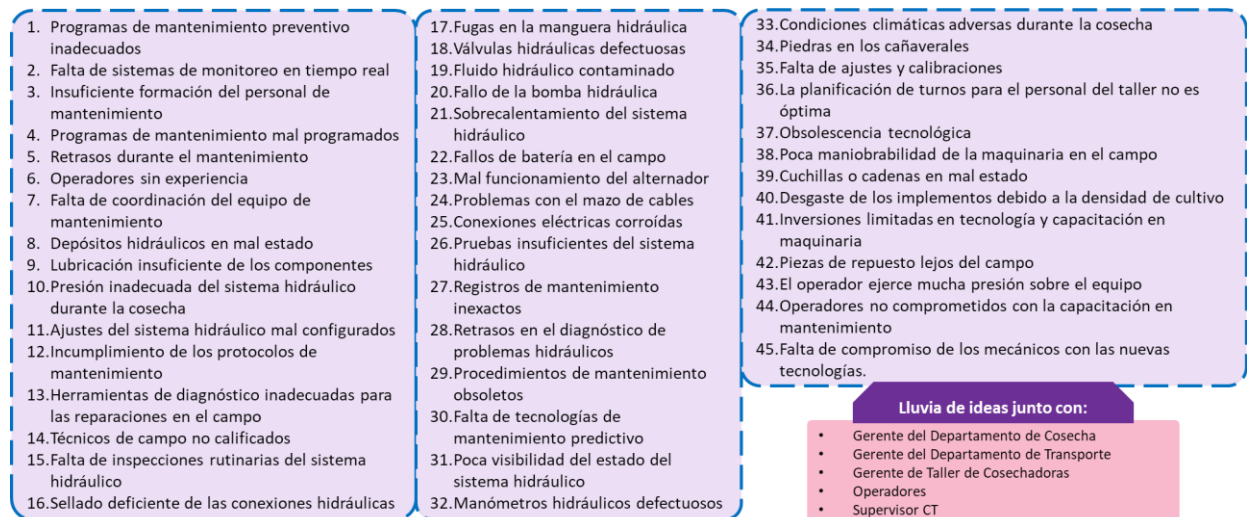 1. Programas de mantenimiento preventivo
inadecuados
2. Falta de sistemas de monitoreo en tiempo real
3. Insuficiente formación del personal de
mantenimiento
4. Programas de mantenimiento mal programados
5. Retrasos durante el mantenimiento
6. Operadores sin experiencia
7. Falta de coordinación del equipo de
mantenimiento
8. Depósitos hidráulicos en mal estado
9. Lubricación insuficiente de los componentes
10.Presión inadecuada del sistema hidráulico
durante la cosecha
11.Ajustes del sistema hidráulico mal configurados
12.Incumplimiento de los protocolos de
mantenimiento
13.Herramientas de diagnóstico inadecuadas para
las reparaciones en el campo
14.Técnicos de campo no calificados
15.Falta de inspecciones rutinarias del sistema
hidráulico
16.Sellado deficiente de las conexiones hidráulicas
17.Fugas en la manguera hidráulica
18.Válvulas hidráulicas defectuosas
19.Fluido hidráulico contaminado
20.Fallo de la bomba hidráulica
21.Sobrecalentamiento del sistema
hidráulico
22.Fallos de batería en el campo
23.Mal funcionamiento del alternador
24.Problemas con el mazo de cables
25.Conexiones eléctricas corroídas
26.Pruebas insuficientes del sistema
hidráulico
27.Registros de mantenimiento
inexactos
28.Retrasos en el diagnóstico de
problemas hidráulicos
29.Procedimientos de mantenimiento
obsoletos
30.Falta de tecnologías de
mantenimiento predictivo
31.Poca visibilidad del estado del
sistema hidráulico
32.Manómetros hidráulicos defectuosos
33.Condiciones climáticas adversas durante la cosecha
34.Piedras en los cañaverales
35.Falta de ajustes y calibraciones
36.La planificación de turnos para el personal del taller no es
óptima
37.Obsolescencia tecnológica
38.Poca maniobrabilidad de la maquinaria en el campo
39.Cuchillas o cadenas en mal estado
40.Desgaste de los implementos debido a la densidad de cultivo
41.Inversiones limitadas en tecnología y capacitación en
maquinaria
42.Piezas de repuesto lejos del campo
43.El operador ejerce mucha presión sobre el equipo
44.Operadores no comprometidos con la capacitación en
mantenimiento
45.Falta de compromiso de los mecánicos con las nuevas
tecnologías.
Lluvia de ideas junto con:
• Gerente del Departamento de Cosecha
• Gerente del Departamento de Transporte
• Gerente de Taller de Cosechadoras
• Operadores
• Supervisor CT